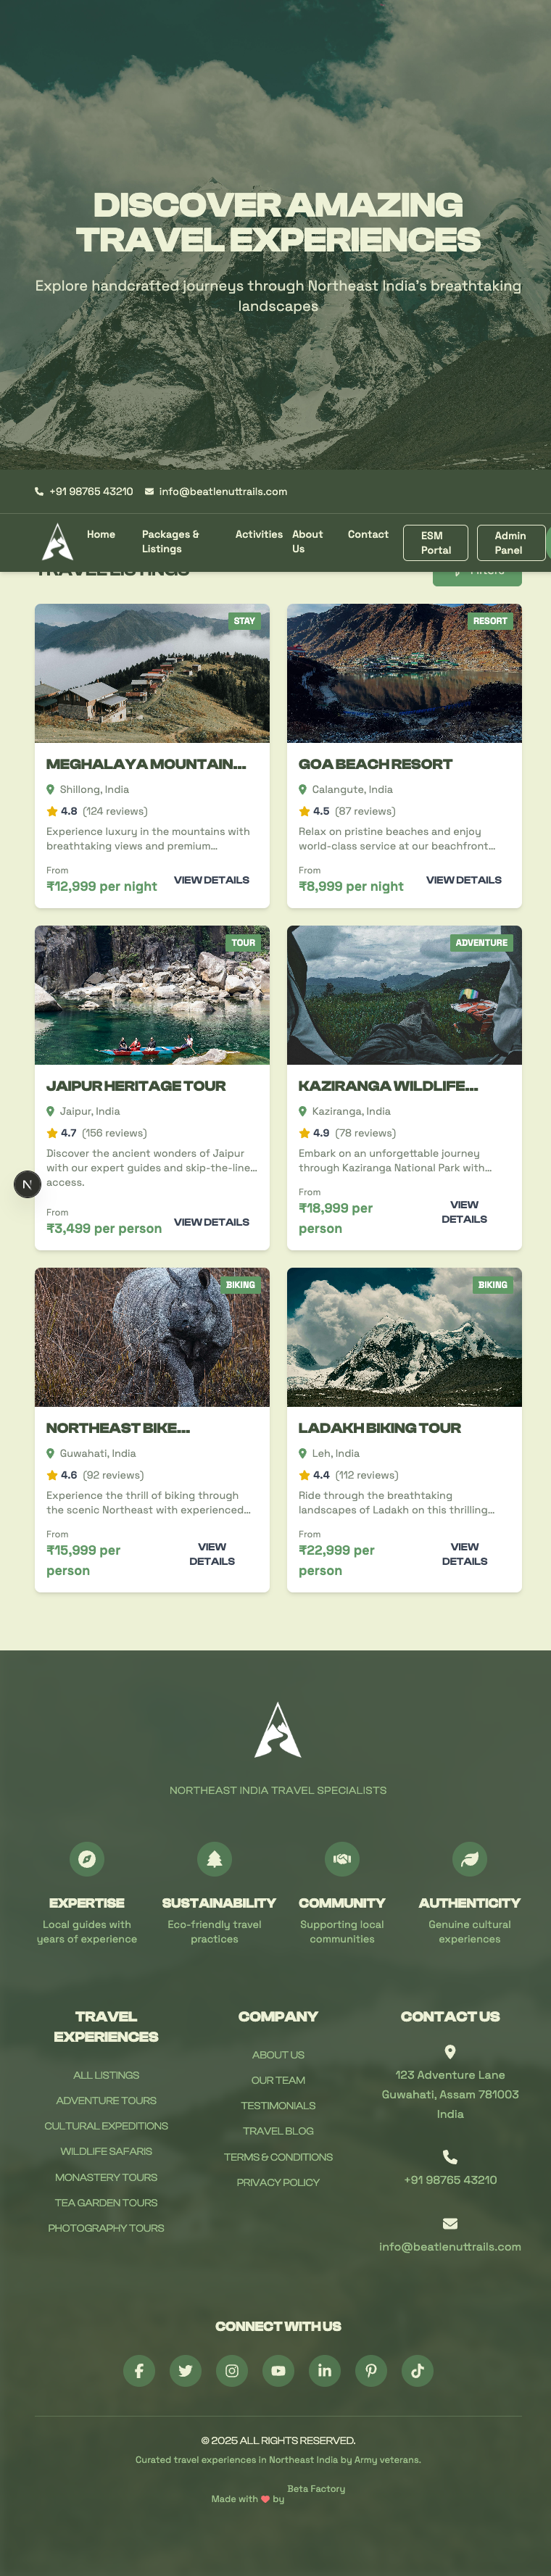 DISCOVER AMAZING
TRAVEL EXPERIENCES
Explore handcrafted journeys through Northeast India's breathtaking
landscapes
+91 98765 43210 info@beatlenuttrails.com
Home Packages & Listings Activities About Us Contact ESM Portal Admin Panel
TRAVEL LISTINGS Filters
STAY
MEGHALAYA MOUNTAIN...
Shillong, India
4.8 (124 reviews)
Experience luxury in the mountains with
breathtaking views and premium...
From
₹12,999 per night VIEW DETAILS
RESORT
GOA BEACH RESORT
Calangute, India
4.5 (87 reviews)
Relax on pristine beaches and enjoy
world-class service at our beachfront...
From
₹8,999 per night VIEW DETAILS
TOUR
JAIPUR HERITAGE TOUR
Jaipur, India
4.7 (156 reviews)
Discover the ancient wonders of Jaipur
with our expert guides and skip-the-line...
access.
From
₹3,499 per person VIEW DETAILS
ADVENTURE
KAZIRANGA WILDLIFE...
Kaziranga, India
4.9 (78 reviews)
Embark on an unforgettable journey
through Kaziranga National Park with...
From
₹18,999 per
person
VIEW
DETAILS
BIKING
NORTHEAST BIKE...
Guwahati, India
4.6 (92 reviews)
Experience the thrill of biking through
the scenic Northeast with experienced...
From
₹15,999 per
person
VIEW
DETAILS
BIKING
LADAKH BIKING TOUR
Leh, India
4.4 (112 reviews)
Ride through the breathtaking
landscapes of Ladakh on this thrilling...
From
₹22,999 per
person
VIEW
DETAILS
N
NORTHEAST INDIA TRAVEL SPECIALISTS
EXPERTISE
Local guides with
years of experience
SUSTAINABILITY
Eco-friendly travel
practices
COMMUNITY
Supporting local
communities
AUTHENTICITY
Genuine cultural
experiences
TRAVEL
EXPERIENCES
ALL LISTINGS
ADVENTURE TOURS
CULTURAL EXPEDITIONS
WILDLIFE SAFARIS
MONASTERY TOURS
TEA GARDEN TOURS
PHOTOGRAPHY TOURS
COMPANY
ABOUT US
OUR TEAM
TESTIMONIALS
TRAVEL BLOG
TERMS & CONDITIONS
PRIVACY POLICY
CONTACT US
123 Adventure Lane
Guwahati, Assam 781003
India
+91 98765 43210
info@beatlenuttrails.com
CONNECT WITH US
© 2025 ALL RIGHTS RESERVED.
Curated travel experiences in Northeast India by Army veterans.
Made with ❤ by Beta Factory